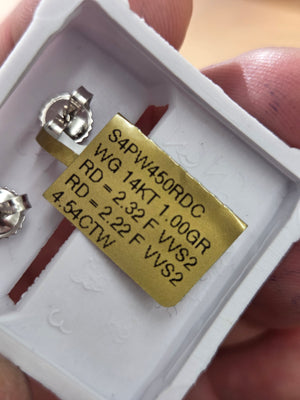 S4PW450RDC
WG 14KT 1.00GR
RD = 2.32 F VVS2
RD = 2.22 F VVS2
4.54CTW